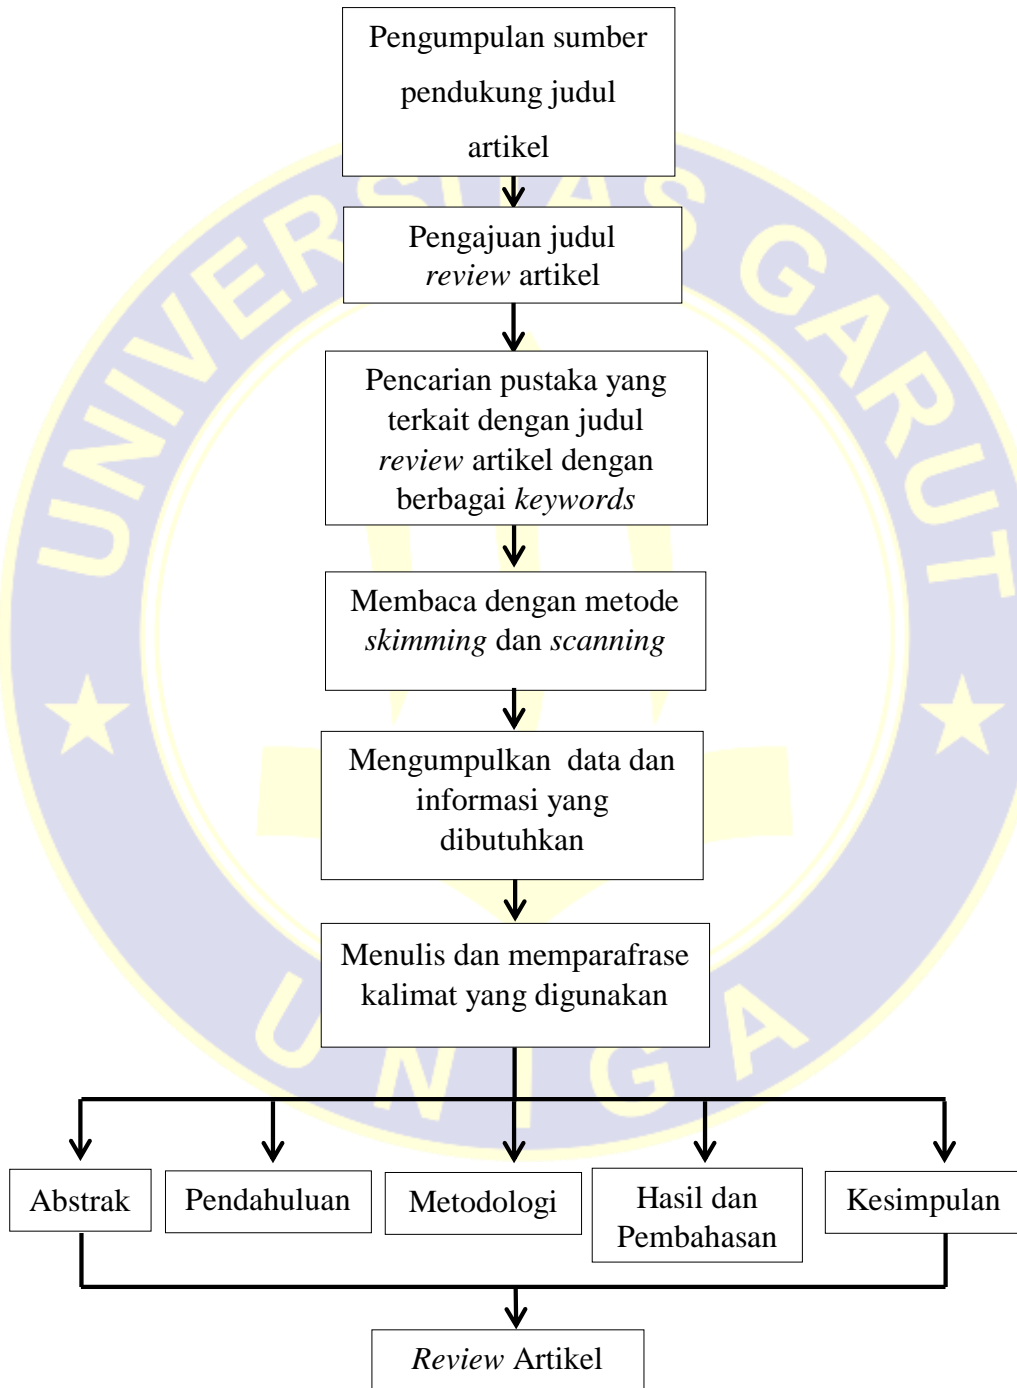 Pengumpulan sumber
pendukung judul
artikel
UNIVERSITAS GARUT
Pengajuan judul
review artikel
Pencarian pustaka yang
terkait dengan judul
review artikel dengan
berbagai keywords
Membaca dengan metode
skimming dan scanning
Mengumpulkan data dan
informasi yang
dibutuhkan
Menulis dan memparafrase
kalimat yang digunakan
UNIGA
Abstrak
Pendahuluan
Metodologi
Hasil dan
Pembahasan
Kesimpulan
Review Artikel